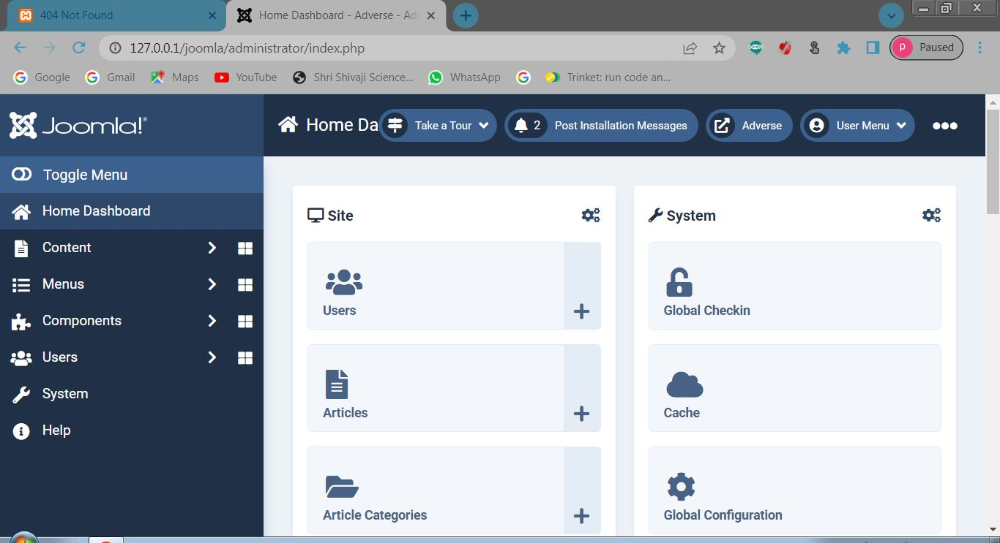 404 Not Found
Home Dashboard - Adverse - Ad
127.0.0.1/joomla/administrator/index.php
Paused
P
Google
Gmail
Maps
YouTube
Shri Shivaji Science...
WhatsApp
Trinket: run code an...
Joomla!®
Home Da
Take a Tour
2 Post Installation Messages
Adverse
User Menu
Toggle Menu
Home Dashboard
Content
Menus
Components
Users
System
Help
Site
Users
Articles
Article Categories
System
Global Checkin
Cache
Global Configuration